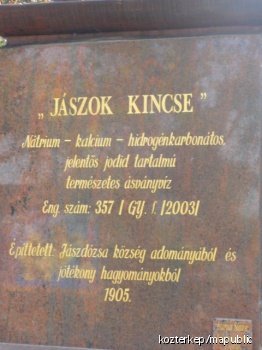 „JÁSZOK KINCSE”
Nátrium – kalcium – hidrogénkarbonátos,
jelentős jodid tartalmú
természetes ásványvíz
Eng. szám: 357 / GY. f. /2003/
Építtetett: Jászdózsa község adományából és
jótékony hagyományokból
1905.
kozterkep/mapublic